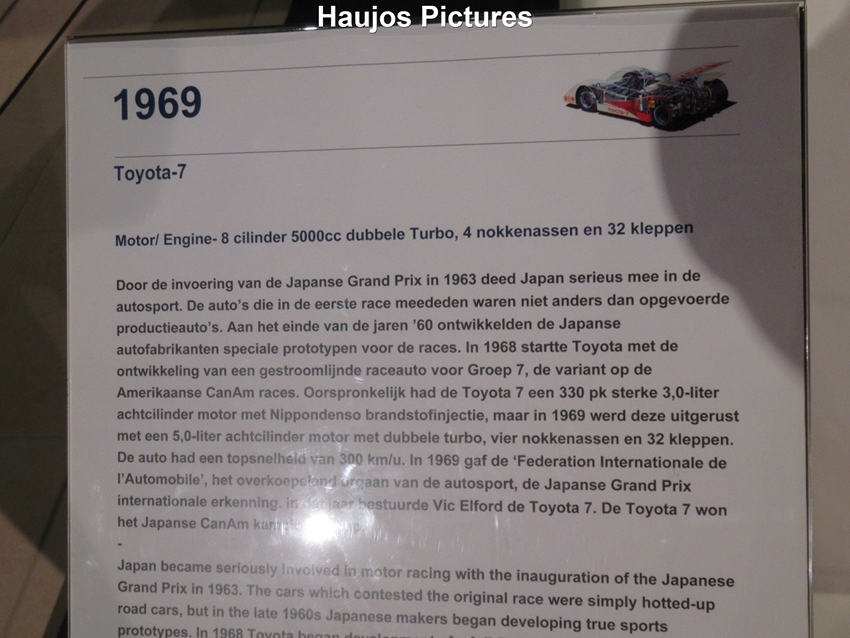 Haujos Pictures
1969
Toyota-7
Motor/ Engine- 8 cilinder 5000cc dubbele Turbo, 4 nokkenassen en 32 kleppen
Door de invoering van de Japanse Grand Prix in 1963 deed Japan serieus mee in de
autosport. De auto's die in de eerste race meededen waren niet anders dan opgevoerde
productieauto's. Aan het einde van de jaren '60 ontwikkelden de Japanse
autofabrikanten speciale prototypen voor de races. In 1968 startte Toyota met de
ontwikkeling van een gestroomlijnde raceauto voor Groep 7, de variant op de
Amerikaanse CanAm races. Oorspronkelijk had de Toyota 7 een 330 pk sterke 3,0-liter
achtcilinder motor met Nippondenso brandstofinjectie, maar in 1969 werd deze uitgerust
met een 5,0-liter achtcilinder motor met dubbele turbo, vier nokkenassen en 32 kleppen.
De auto had een topsnelheid van 300 km/u. In 1969 gaf de 'Federation Internationale de
l'Automobile', het overkoepelend orgaan van de autosport, de Japanse Grand Prix
internationale erkenning. In jaar bestuurde Vic Elford de Toyota 7. De Toyota 7 won
het Japanse CanAm
-
Japan became seriously involved in motor racing with the inauguration of the Japanese
Grand Prix in 1963. The cars which contested the original race were simply hotted-up
road cars, but in the late 1960s Japanese makers began developing true sports
prototypes. In 1968 Toyota began